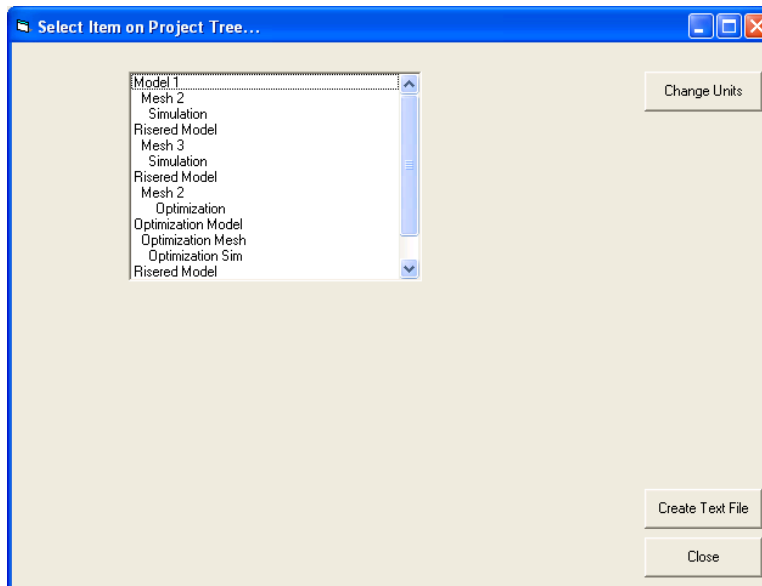 Select Item on Project Tree...
Model 1
Mesh 2
Simulation
Risered Model
Mesh 3
Simulation
Risered Model
Mesh 2
Optimization
Optimization Model
Optimization Mesh
Optimization Sim
Risered Model
Change Units
Create Text File
Close